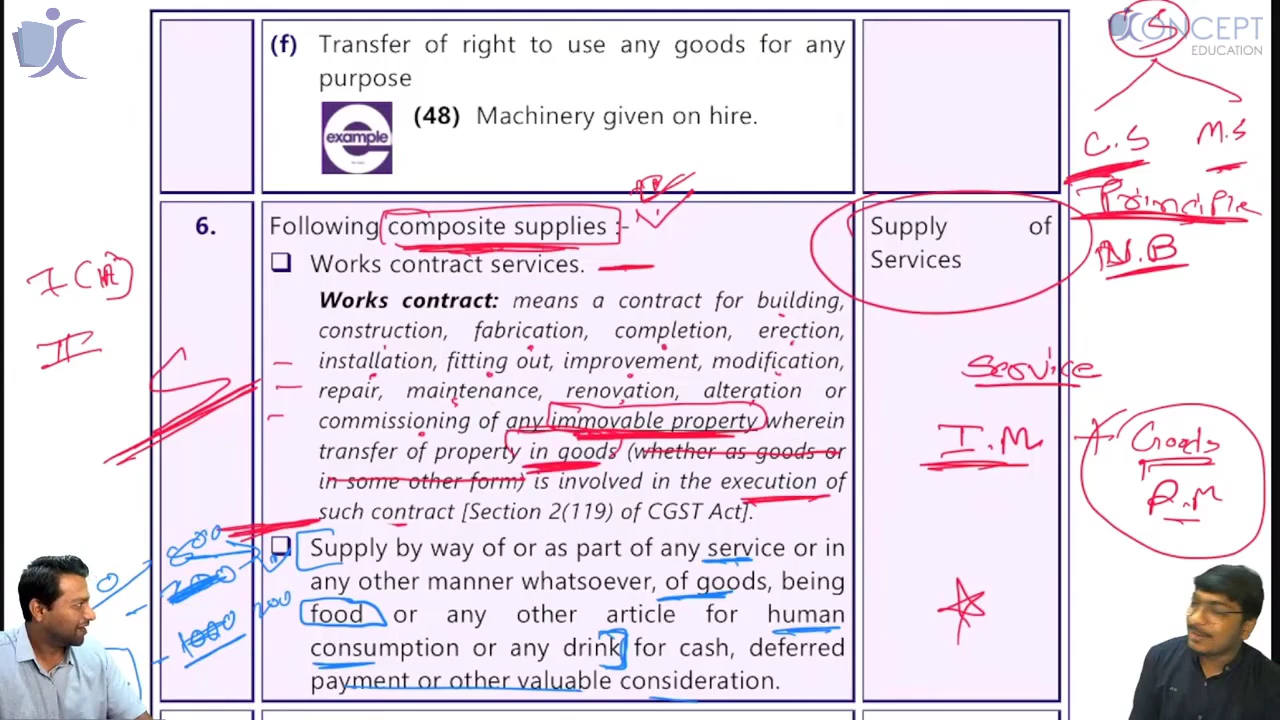 CONCEPT
EDUCATION
(f) Transfer of right to use any goods for any
purpose
example
(48) Machinery given on hire.
S
C.S M.S
Principle
N.B
6.
Following composite supplies :-
Supply of
Services
Works contract services.
Works contract: means a contract for building,
construction, fabrication, completion, erection,
installation, fitting out, improvement, modification,
repair, maintenance, renovation, alteration or
commissioning of any immovable property wherein
transfer of property in goods (whether as goods or
in some other form) is involved in the execution of
such contract [Section 2(119) of CGST Act].
II
Service
I.M
Goods
R.M
Supply by way of or as part of any service or in
any other manner whatsoever, of goods, being
food or any other article for human
consumption or any drink for cash, deferred
payment or other valuable consideration.
800
200
1000